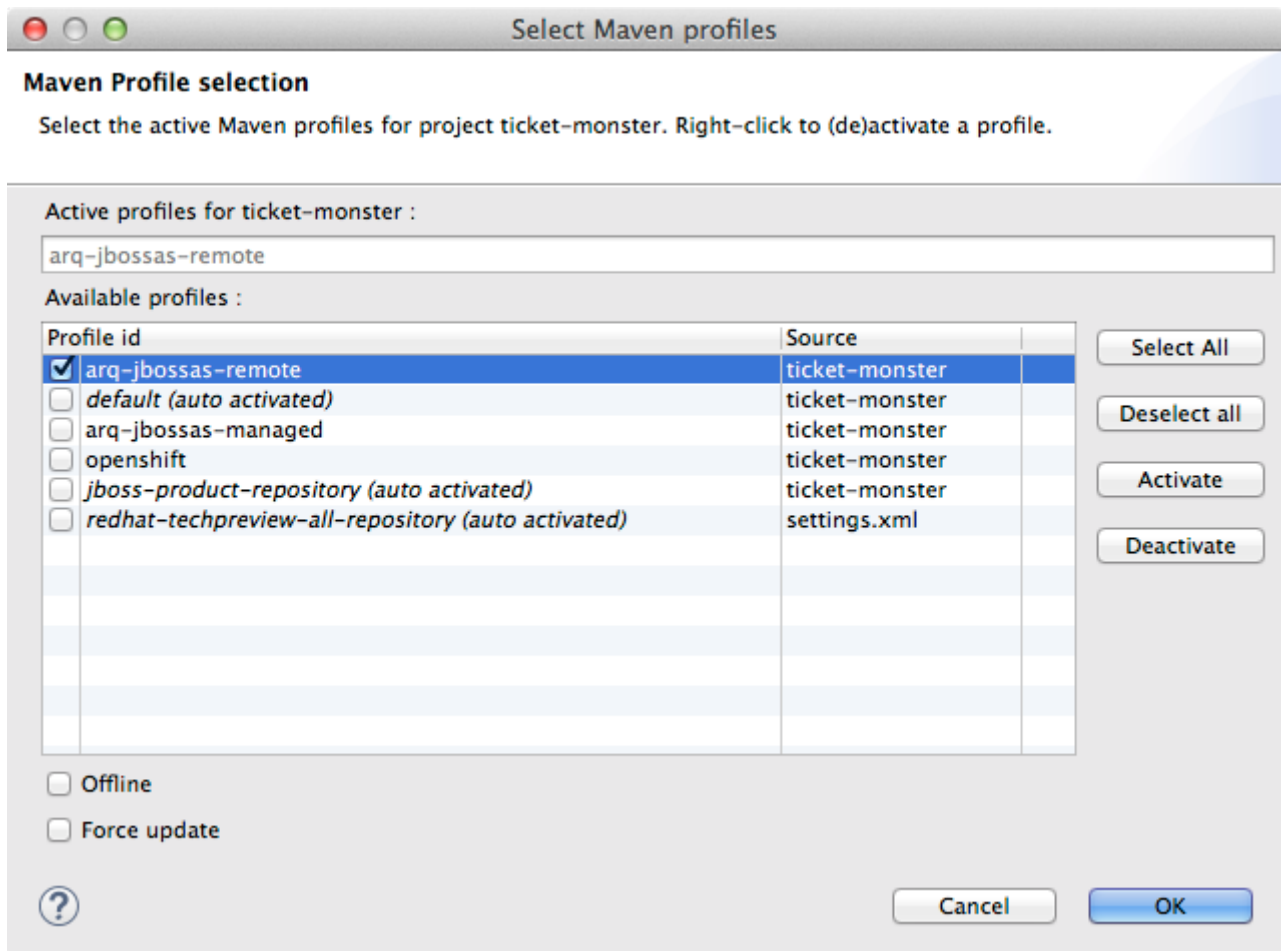 Select Maven profiles
Maven Profile selection
Select the active Maven profiles for project ticket-monster. Right-click to (de)activate a profile.
Active profiles for ticket-monster :
arq-jbossas-remote
Available profiles :
Profile id Source
arq-jbossas-remote ticket-monster
default (auto activated) ticket-monster
arq-jbossas-managed ticket-monster
openshift ticket-monster
jboss-product-repository (auto activated) ticket-monster
redhat-techpreview-all-repository (auto activated) settings.xml
Select All
Deselect all
Activate
Deactivate
Offline
Force update
?
Cancel OK